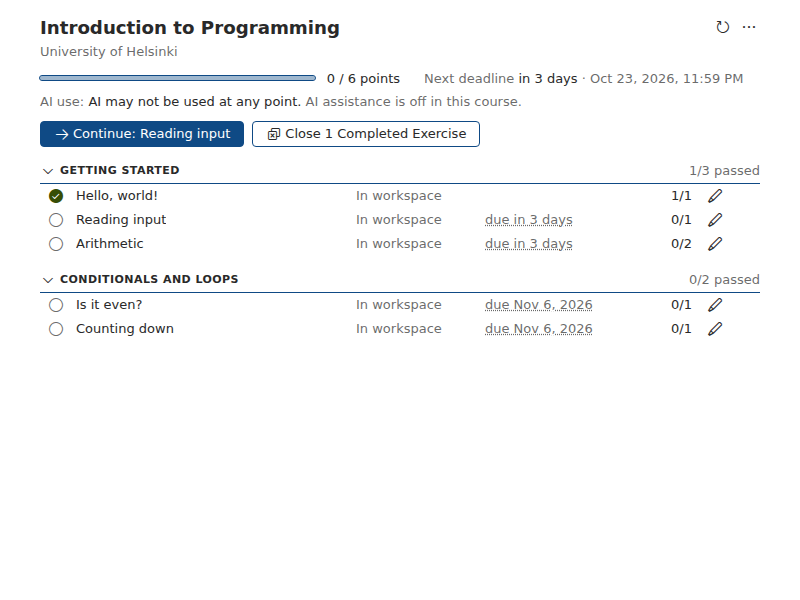 Introduction to Programming
University of Helsinki
0 / 6 points Next deadline in 3 days · Oct 23, 2026, 11:59 PM
AI use: AI may not be used at any point. AI assistance is off in this course.
Continue: Reading input Close 1 Completed Exercise
GETTING STARTED 1/3 passed
Hello, world! In workspace 1/1
Reading input In workspace due in 3 days 0/1
Arithmetic In workspace due in 3 days 0/2
CONDITIONALS AND LOOPS 0/2 passed
Is it even? In workspace due Nov 6, 2026 0/1
Counting down In workspace due Nov 6, 2026 0/1